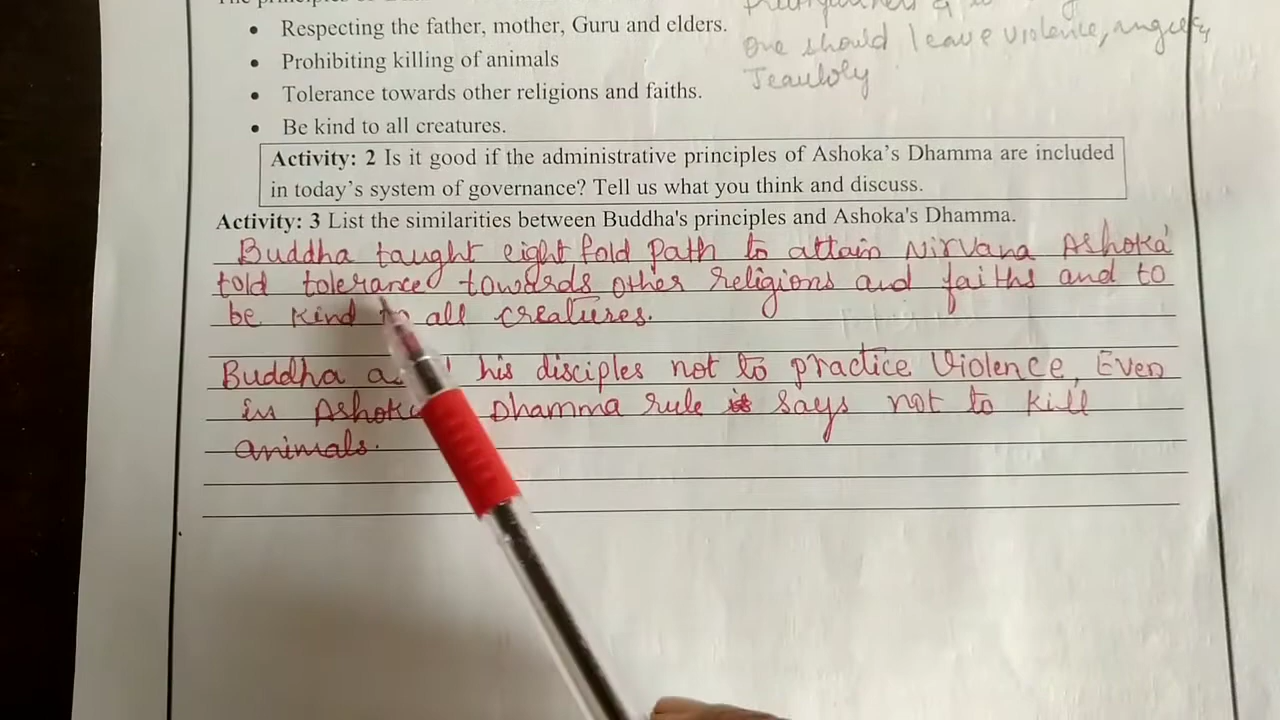 • Respecting the father, mother, Guru and elders.
one should leave violence, anger &
Jeauloly
• Prohibiting killing of animals
• Tolerance towards other religions and faiths.
• Be kind to all creatures.
Activity: 2 Is it good if the administrative principles of Ashoka's Dhamma are included
in today's system of governance? Tell us what you think and discuss.
Activity: 3 List the similarities between Buddha's principles and Ashoka's Dhamma.
Buddha taught eight fold path to attain Nirvana Ashoka
told tolerance towards other religions and faiths and to
be kind to all creatures.
Buddha his disciples not to practice Violence, Even
in Ashoka Dhamma rule says not to kill
animals.